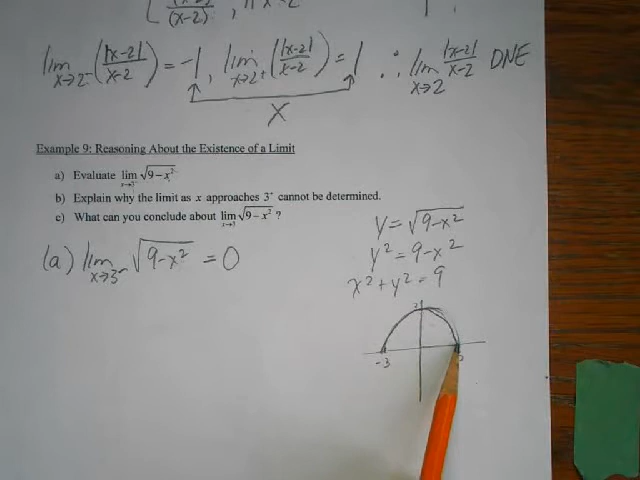 (x-2)
lim x→2⁻ (|x-2|/x-2) = -1, lim x→2⁺ (|x-2|/x-2) = 1 ∴ lim x→2 |x-2|/x-2 DNE
X
Example 9: Reasoning About the Existence of a Limit
a) Evaluate lim x→3⁻ √9-x²
b) Explain why the limit as x approaches 3⁺ cannot be determined.
c) What can you conclude about lim x→3 √9-x² ?
y = √9-x²
y² = 9-x²
x² + y² = 9
(a) lim x→3⁻ √9-x² = 0
-3